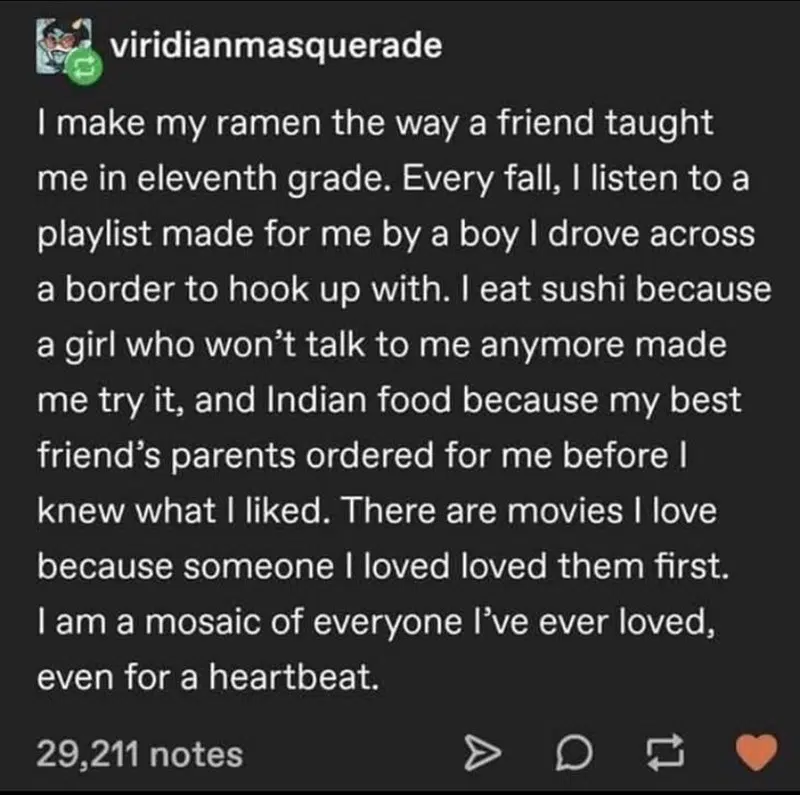 viridianmasquerade
I make my ramen the way a friend taught
me in eleventh grade. Every fall, I listen to a
playlist made for me by a boy I drove across
a border to hook up with. I eat sushi because
a girl who won’t talk to me anymore made
me try it, and Indian food because my best
friend’s parents ordered for me before I
knew what I liked. There are movies I love
because someone I loved loved them first.
I am a mosaic of everyone I’ve ever loved,
even for a heartbeat.
29,211 notes